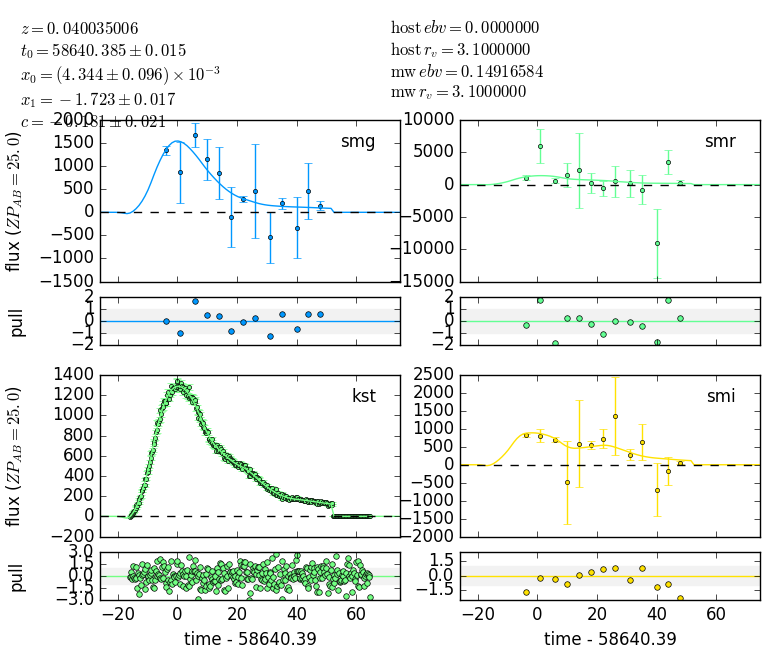 z = 0.040035006
t₀ = 58640.385 ± 0.015
x₀ = (4.344 ± 0.096) × 10⁻³
x₁ = −1.723 ± 0.017
host ebv = 0.0000000
host r_v = 3.1000000
mw ebv = 0.14916584
mw r_v = 3.1000000
smg
flux (ZP_AB = 25.0)
2000
1500
1000
500
0
−500
−1000
−1500
smr
10000
5000
0
−5000
−10000
15000
pull
2
1
0
−1
−2
2
1
0
−1
−2
kst
flux (ZP_AB = 25.0)
1400
1200
1000
800
600
400
200
0
−200
smi
2500
2000
1500
1000
500
0
−500
−1000
−1500
−2000
pull
3.0
1.5
0.0
−1.5
−3.0
1.5
0.0
−1.5
−20 0 20 40 60
−20 0 20 40 60
time - 58640.39
time - 58640.39